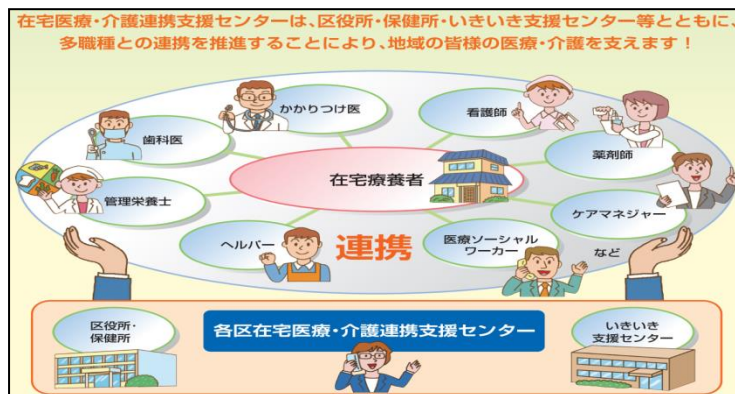 在宅医療・介護連携支援センターは、区役所・保健所・いきいき支援センター等とともに、
多職種との連携を推進することにより、地域の皆様の医療・介護を支えます！
かかりつけ医
看護師
歯科医
薬剤師
在宅療養者
管理栄養士
ケアマネジャー
ヘルパー
連携
医療ソーシャル
ワーカー
など
区役所・
保健所
各区在宅医療・介護連携支援センター
いきいき
支援センター